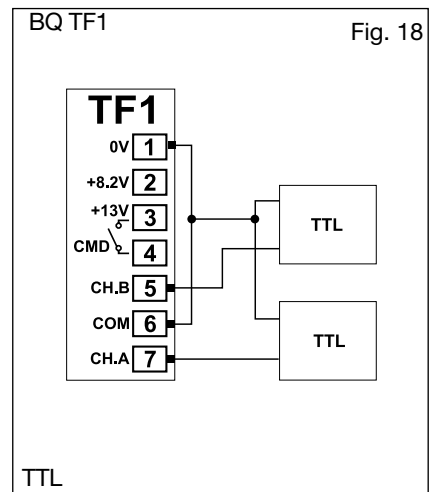 BQ TF1
Fig. 18
TF1
0V 1
+8.2V 2
+13V 3
CMD 4
CH.B 5
COM 6
CH.A 7
TTL
TTL
TTL